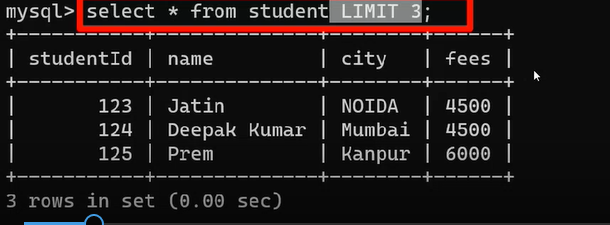 mysql> select * from student LIMIT 3;
+-----------+--------------+--------+------+
| studentId | name         | city   | fees |
+-----------+--------------+--------+------+
|       123 | Jatin        | NOIDA  | 4500 |
|       124 | Deepak Kumar | Mumbai | 4500 |
|       125 | Prem         | Kanpur | 6000 |
+-----------+--------------+--------+------+
3 rows in set (0.00 sec)